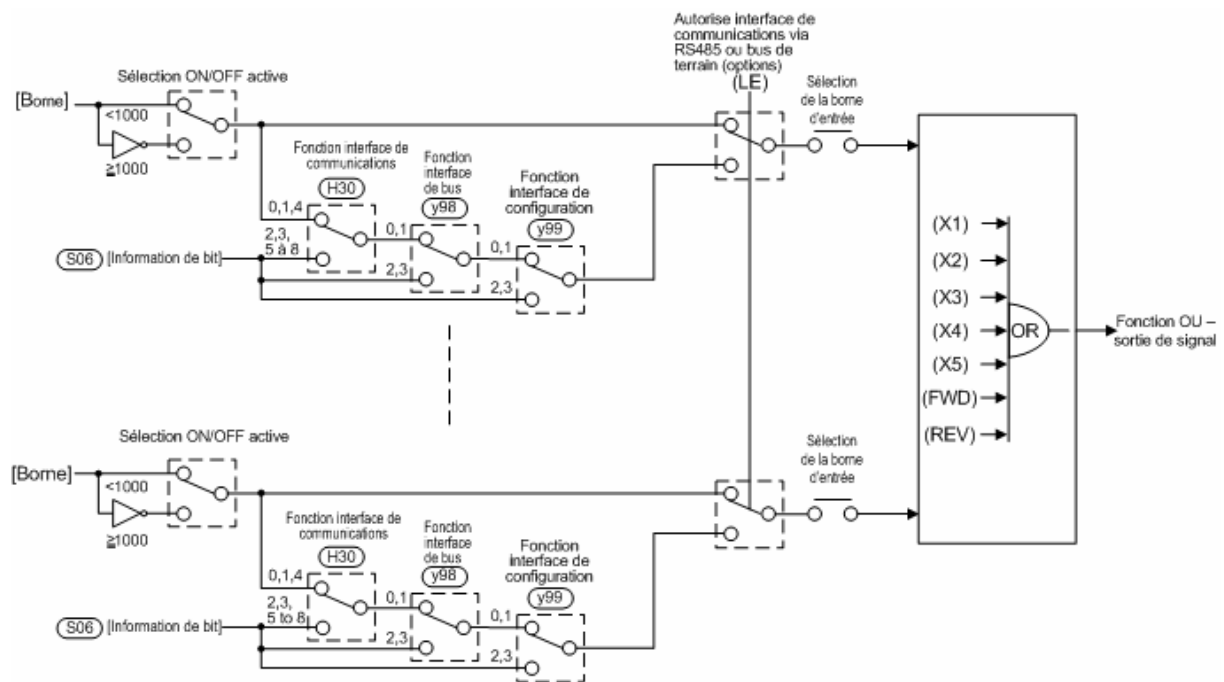 Autorise interface de
communications via
RS485 ou bus de
terrain (options)
(LE)
Sélection ON/OFF active
Sélection
de la borne
d'entrée
[Borne]
<1000
≧1000
Fonction interface de
communications
H30
Fonction
interface
de bus
y98
Fonction
interface de
configuration
y99
0,1,4
2,3,
5 à 8
0,1
2,3
0,1
2,3
S06 [Information de bit]
(X1)
(X2)
(X3)
(X4)
(X5)
(FWD)
(REV)
OR
Fonction OU –
sortie de signal
Sélection ON/OFF active
Sélection
de la borne
d'entrée
[Borne]
<1000
≧1000
Fonction interface de
communications
H30
Fonction
interface
de bus
y98
Fonction
interface de
configuration
y99
0,1,4
2,3,
5 to 8
0,1
2,3
0,1
2,3
S06 [Information de bit]